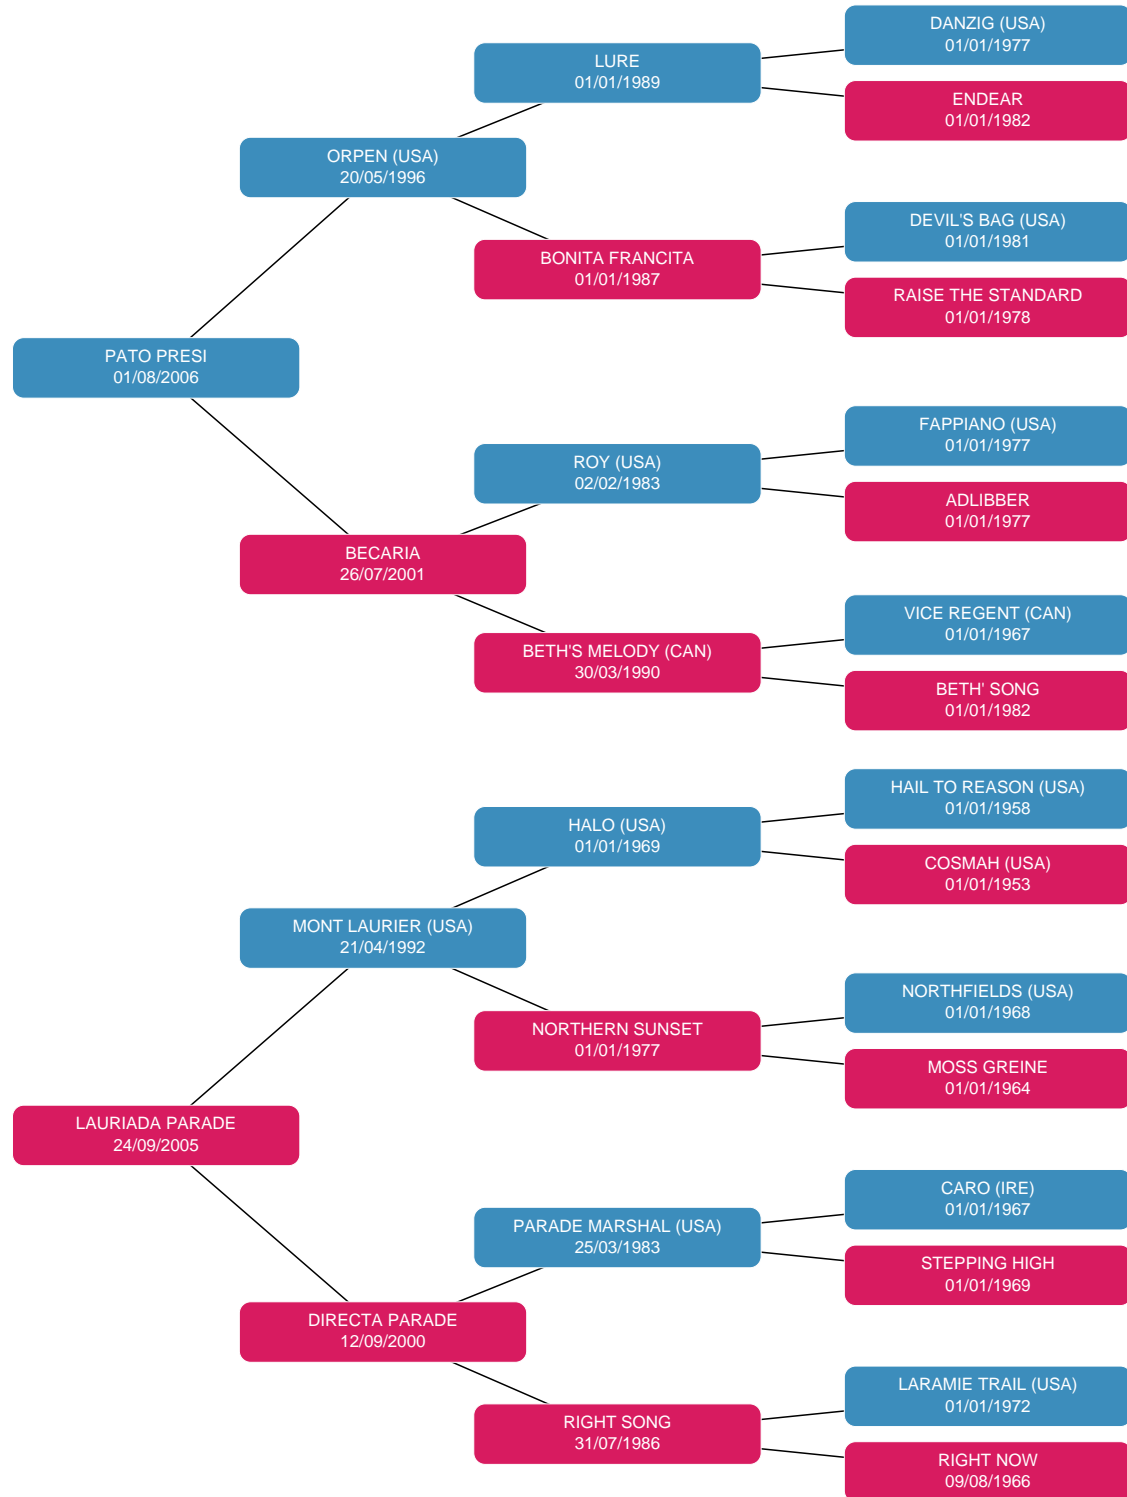 DANZIG (USA)
01/01/1977
LURE
01/01/1989
ENDEAR
01/01/1982
ORPEN (USA)
20/05/1996
DEVIL'S BAG (USA)
01/01/1981
BONITA FRANCITA
01/01/1987
RAISE THE STANDARD
01/01/1978
PATO PRESI
01/08/2006
FAPPIANO (USA)
01/01/1977
ROY (USA)
02/02/1983
ADLIBBER
01/01/1977
BECARIA
26/07/2001
VICE REGENT (CAN)
01/01/1967
BETH'S MELODY (CAN)
30/03/1990
BETH' SONG
01/01/1982
HAIL TO REASON (USA)
01/01/1958
HALO (USA)
01/01/1969
COSMAH (USA)
01/01/1953
MONT LAURIER (USA)
21/04/1992
NORTHFIELDS (USA)
01/01/1968
NORTHERN SUNSET
01/01/1977
MOSS GREINE
01/01/1964
LAURIADA PARADE
24/09/2005
CARO (IRE)
01/01/1967
PARADE MARSHAL (USA)
25/03/1983
STEPPING HIGH
01/01/1969
DIRECTA PARADE
12/09/2000
LARAMIE TRAIL (USA)
01/01/1972
RIGHT SONG
31/07/1986
RIGHT NOW
09/08/1966